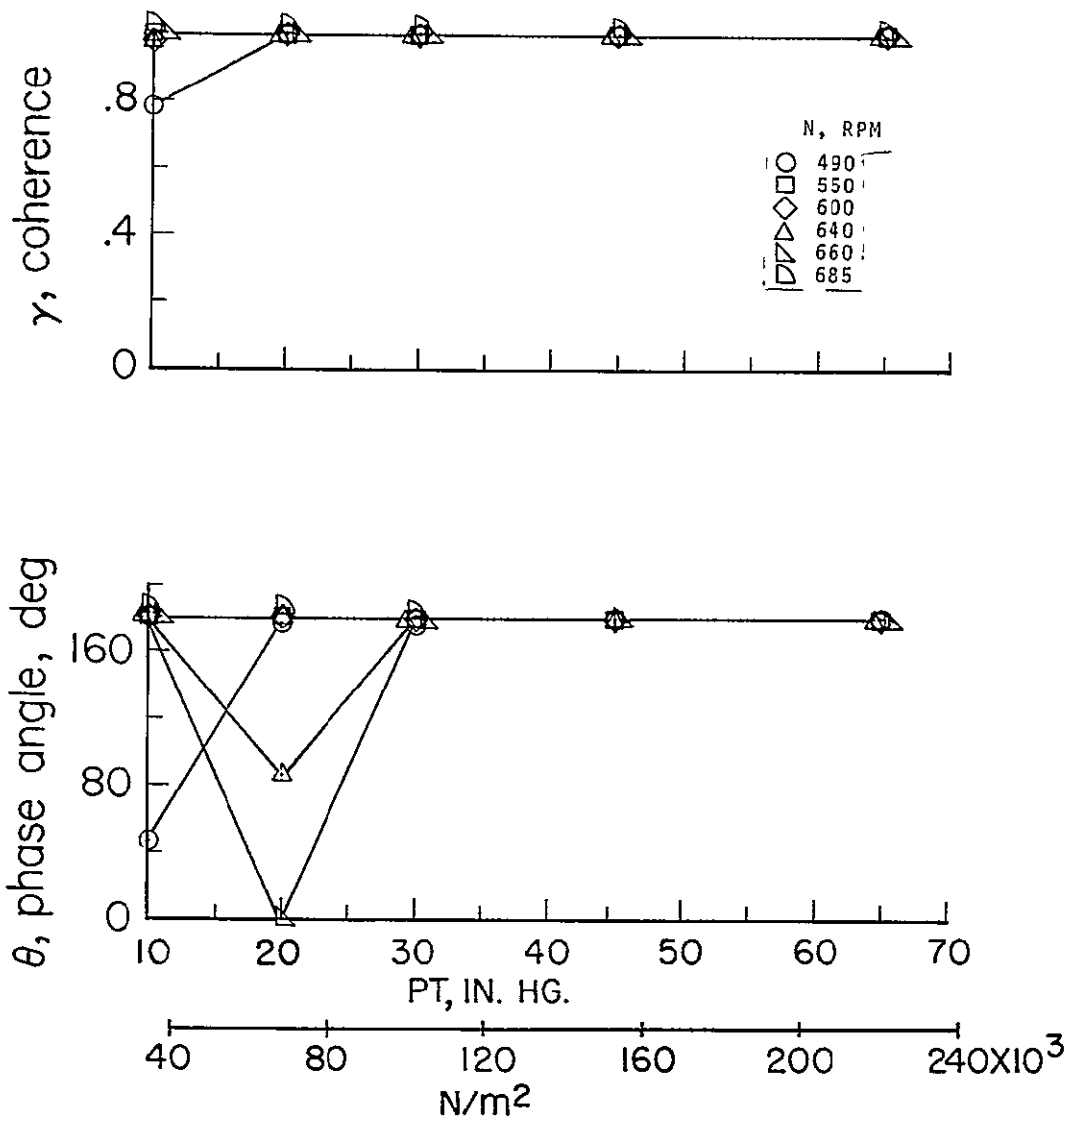 γ, coherence
.8
.4
0
N, RPM
490
550
600
640
660
685
θ, phase angle, deg
160
80
0
10 20 30 40 50 60 70
PT, IN. HG.
40 80 120 160 200 240X10³
N/m²